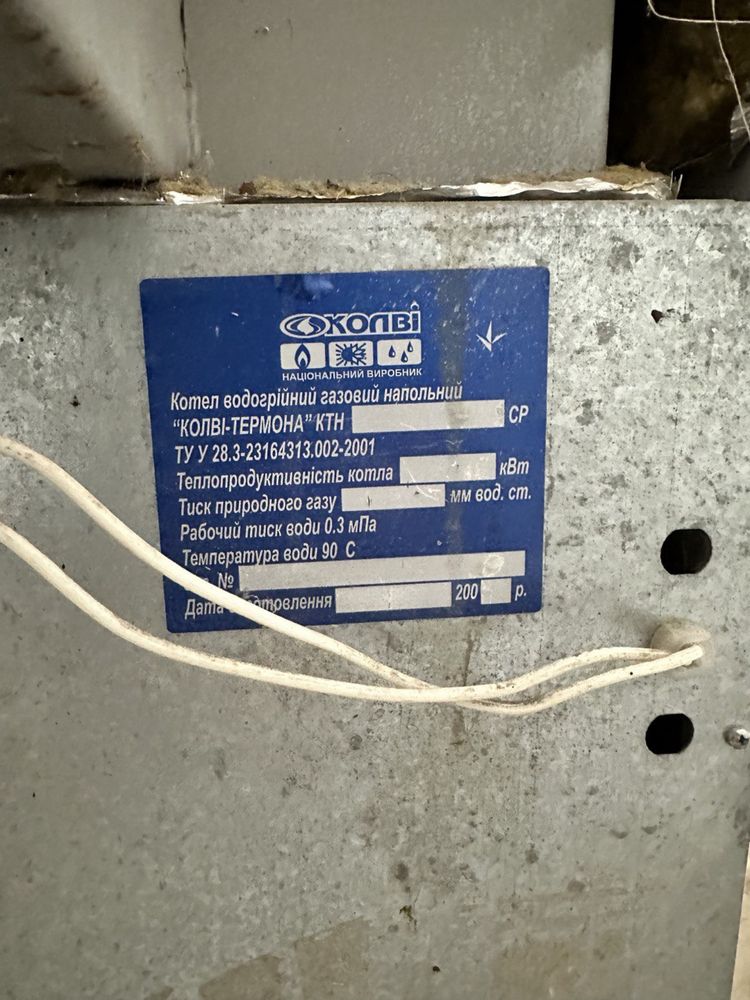 КОЛВІ
НАЦІОНАЛЬНИЙ ВИРОБНИК
Котел водогрійний газовий напольний
"КОЛВІ-ТЕРМОНА" КТН СР
ТУ У 28.3-23164313.002-2001
Теплопродуктивність котла кВт
Тиск природного газу мм вод. ст.
Рабочий тиск води 0.3 мПа
Температура води 90 С
№
Дата 200 р.